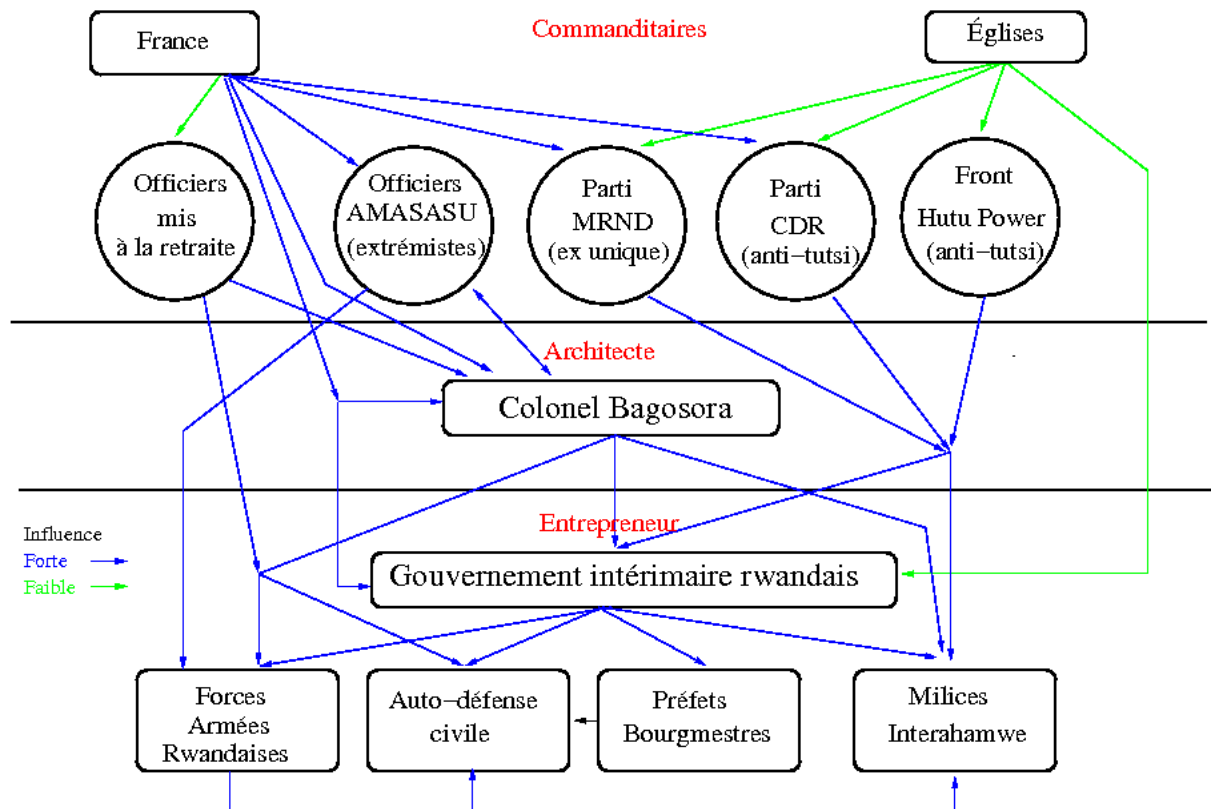 France
Commanditaires
Églises
Officiers
mis
à la retraite
Officiers
AMASASU
(extrémistes)
Parti
MRND
(ex unique)
Parti
CDR
(anti−tutsi)
Front
Hutu Power
(anti−tutsi)
Architecte
Colonel Bagosora
Entrepreneur
Influence
Forte
Faible
Gouvernement intérimaire rwandais
Forces
Armées
Rwandaises
Auto−défense
civile
Préfets
Bourgmestres
Milices
Interahamwe